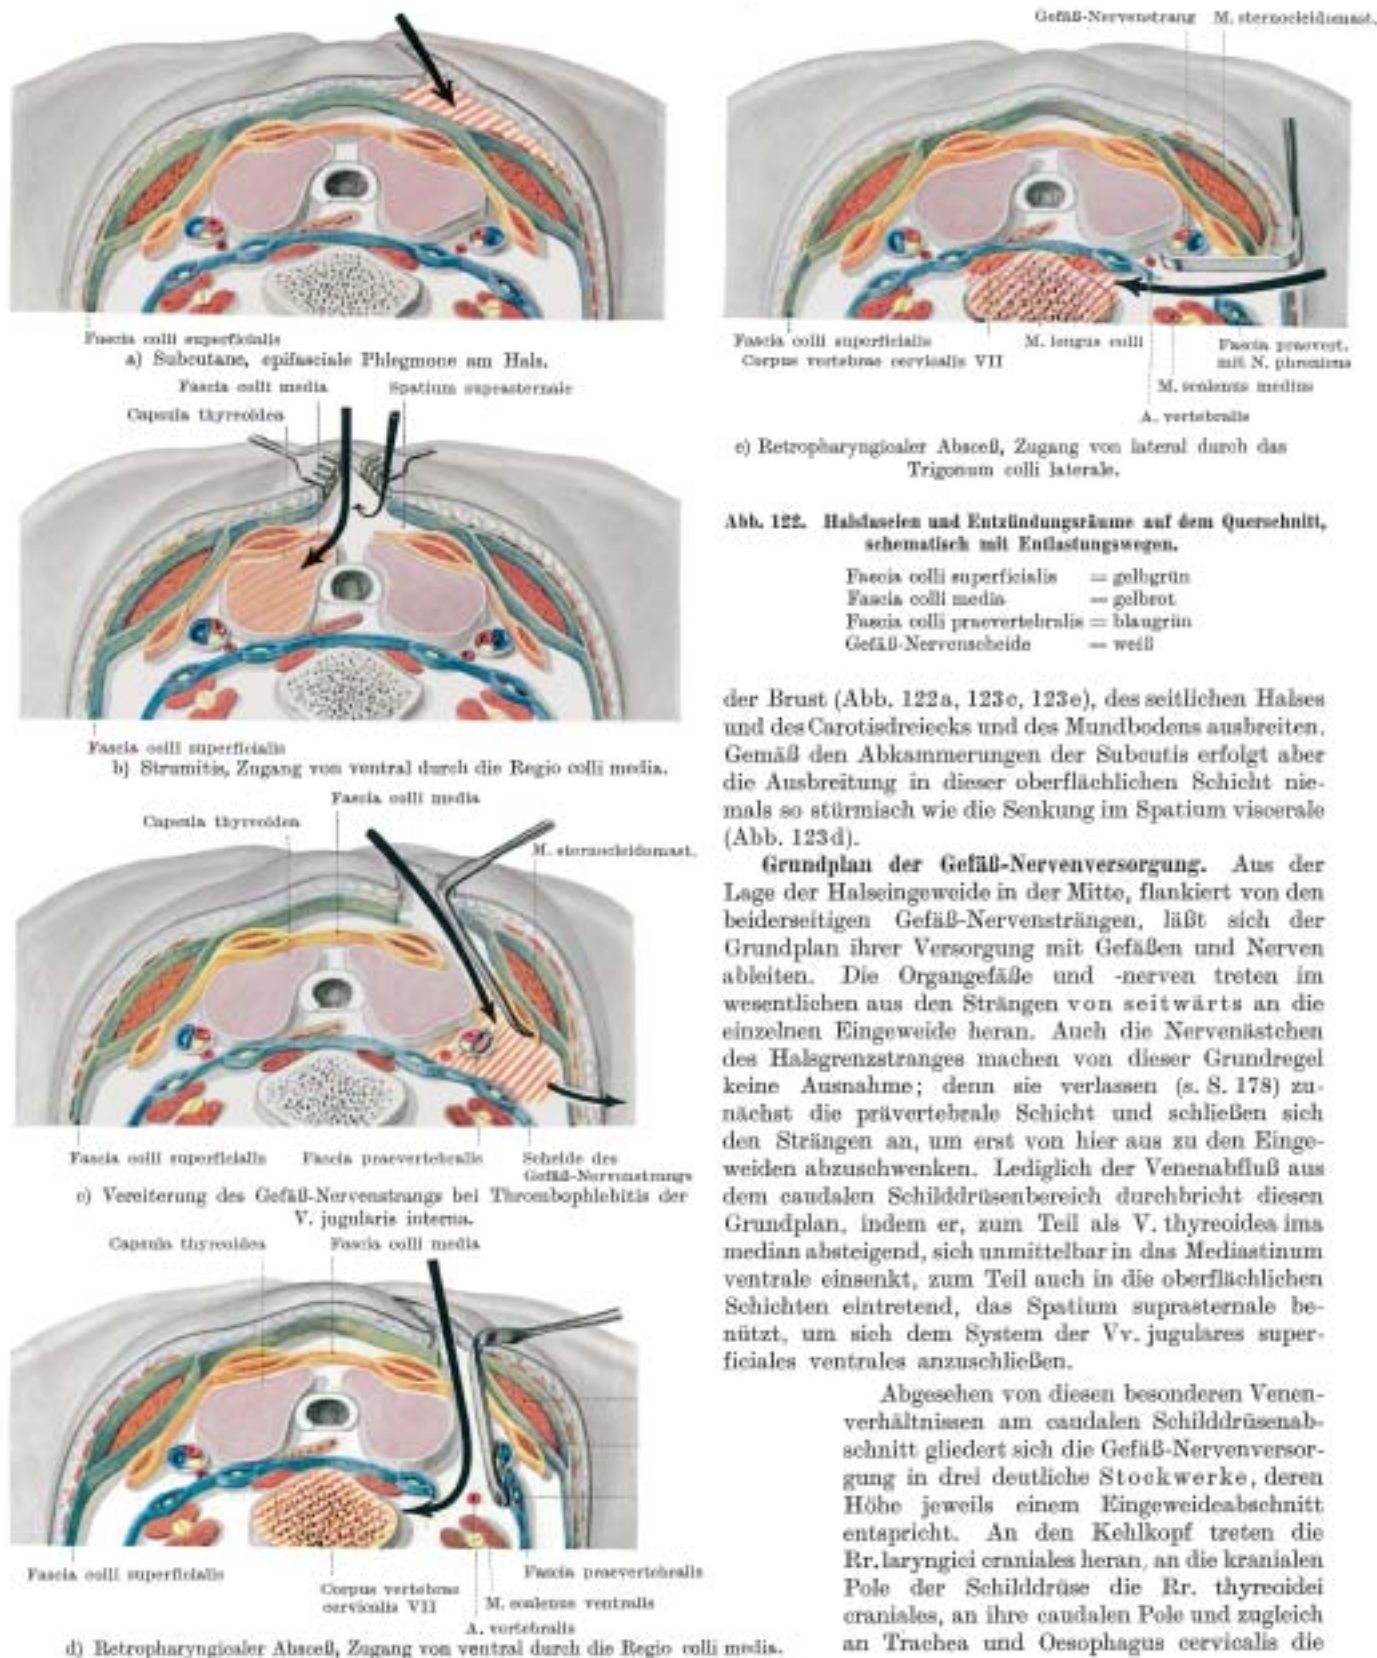 Fascia colli superficialis
a) Subcutane, epifasciale Phlegmone am Hals.
Fascia colli media Spatium suprasternale
Capsula thyreoidea
Fascia colli superficialis
b) Strumitis, Zugang von ventral durch die Regio colli media.
Fascia colli media
Capsula thyreoidea
M. sternocleidomast.
Fascia colli superficialis Fascia praevertebralis Scheide des
Gefäß-Nervenstrangs
c) Vereiterung des Gefäß-Nervenstrangs bei Thrombophlebitis der
V. jugularis interna.
Capsula thyreoidea Fascia colli media
Fascia colli superficialis Fascia praevertebralis
Corpus vertebrae
cervicalis VII M. scalenus ventralis
A. vertebralis
d) Retropharyngealer Absceß, Zugang von ventral durch die Regio colli media.
Gefäß-Nervenstrang M. sternocleidomast.
Fascia colli superficialis M. longus colli Fascia praevert.
Corpus vertebrae cervicalis VII mit N. phrenicus
M. scalenus medius
A. vertebralis
e) Retropharyngealer Absceß, Zugang von lateral durch das
Trigonum colli laterale.
Abb. 122. Halsfascien und Entzündungsräume auf dem Querschnitt,
schematisch mit Entlastungswegen.
Fascia colli superficialis = gelbgrün
Fascia colli media = gelbrot
Fascia colli praevertebralis = blaugrün
Gefäß-Nervenscheide = weiß
der Brust (Abb. 122a, 123c, 123e), des seitlichen Halses
und des Carotisdreiecks und des Mundbodens ausbreiten.
Gemäß den Abkammerungen der Subcutis erfolgt aber
die Ausbreitung in dieser oberflächlichen Schicht nie-
mals so stürmisch wie die Senkung im Spatium viscerale
(Abb. 123d).
Grundplan der Gefäß-Nervenversorgung. Aus der
Lage der Halseingeweide in der Mitte, flankiert von den
beiderseitigen Gefäß-Nervensträngen, läßt sich der
Grundplan ihrer Versorgung mit Gefäßen und Nerven
ableiten. Die Organgefäße und -nerven treten im
wesentlichen aus den Strängen von seitwärts an die
einzelnen Eingeweide heran. Auch die Nervenästchen
des Halsgrenzstranges machen von dieser Grundregel
keine Ausnahme; denn sie verlassen (s. S. 178) zu-
nächst die prävertebrale Schicht und schließen sich
den Strängen an, um erst von hier aus zu den Einge-
weiden abzuschwenken. Lediglich der Venenabfluß aus
dem caudalen Schilddrüsenbereich durchbricht diesen
Grundplan, indem er, zum Teil als V. thyreoidea ima
median absteigend, sich unmittelbar in das Mediastinum
ventrale einsenkt, zum Teil auch in die oberflächlichen
Schichten eintretend, das Spatium suprasternale be-
nützt, um sich dem System der Vv. jugulares super-
ficiales ventrales anzuschließen.
Abgesehen von diesen besonderen Venen-
verhältnissen am caudalen Schilddrüsenab-
schnitt gliedert sich die Gefäß-Nervenversor-
gung in drei deutliche Stockwerke, deren
Höhe jeweils einem Eingeweideabschnitt
entspricht. An den Kehlkopf treten die
Rr. laryngici craniales heran, an die kranialen
Pole der Schilddrüse die Rr. thyreoidei
craniales, an ihre caudalen Pole und zugleich
an Trachea und Oesophagus cervicalis die